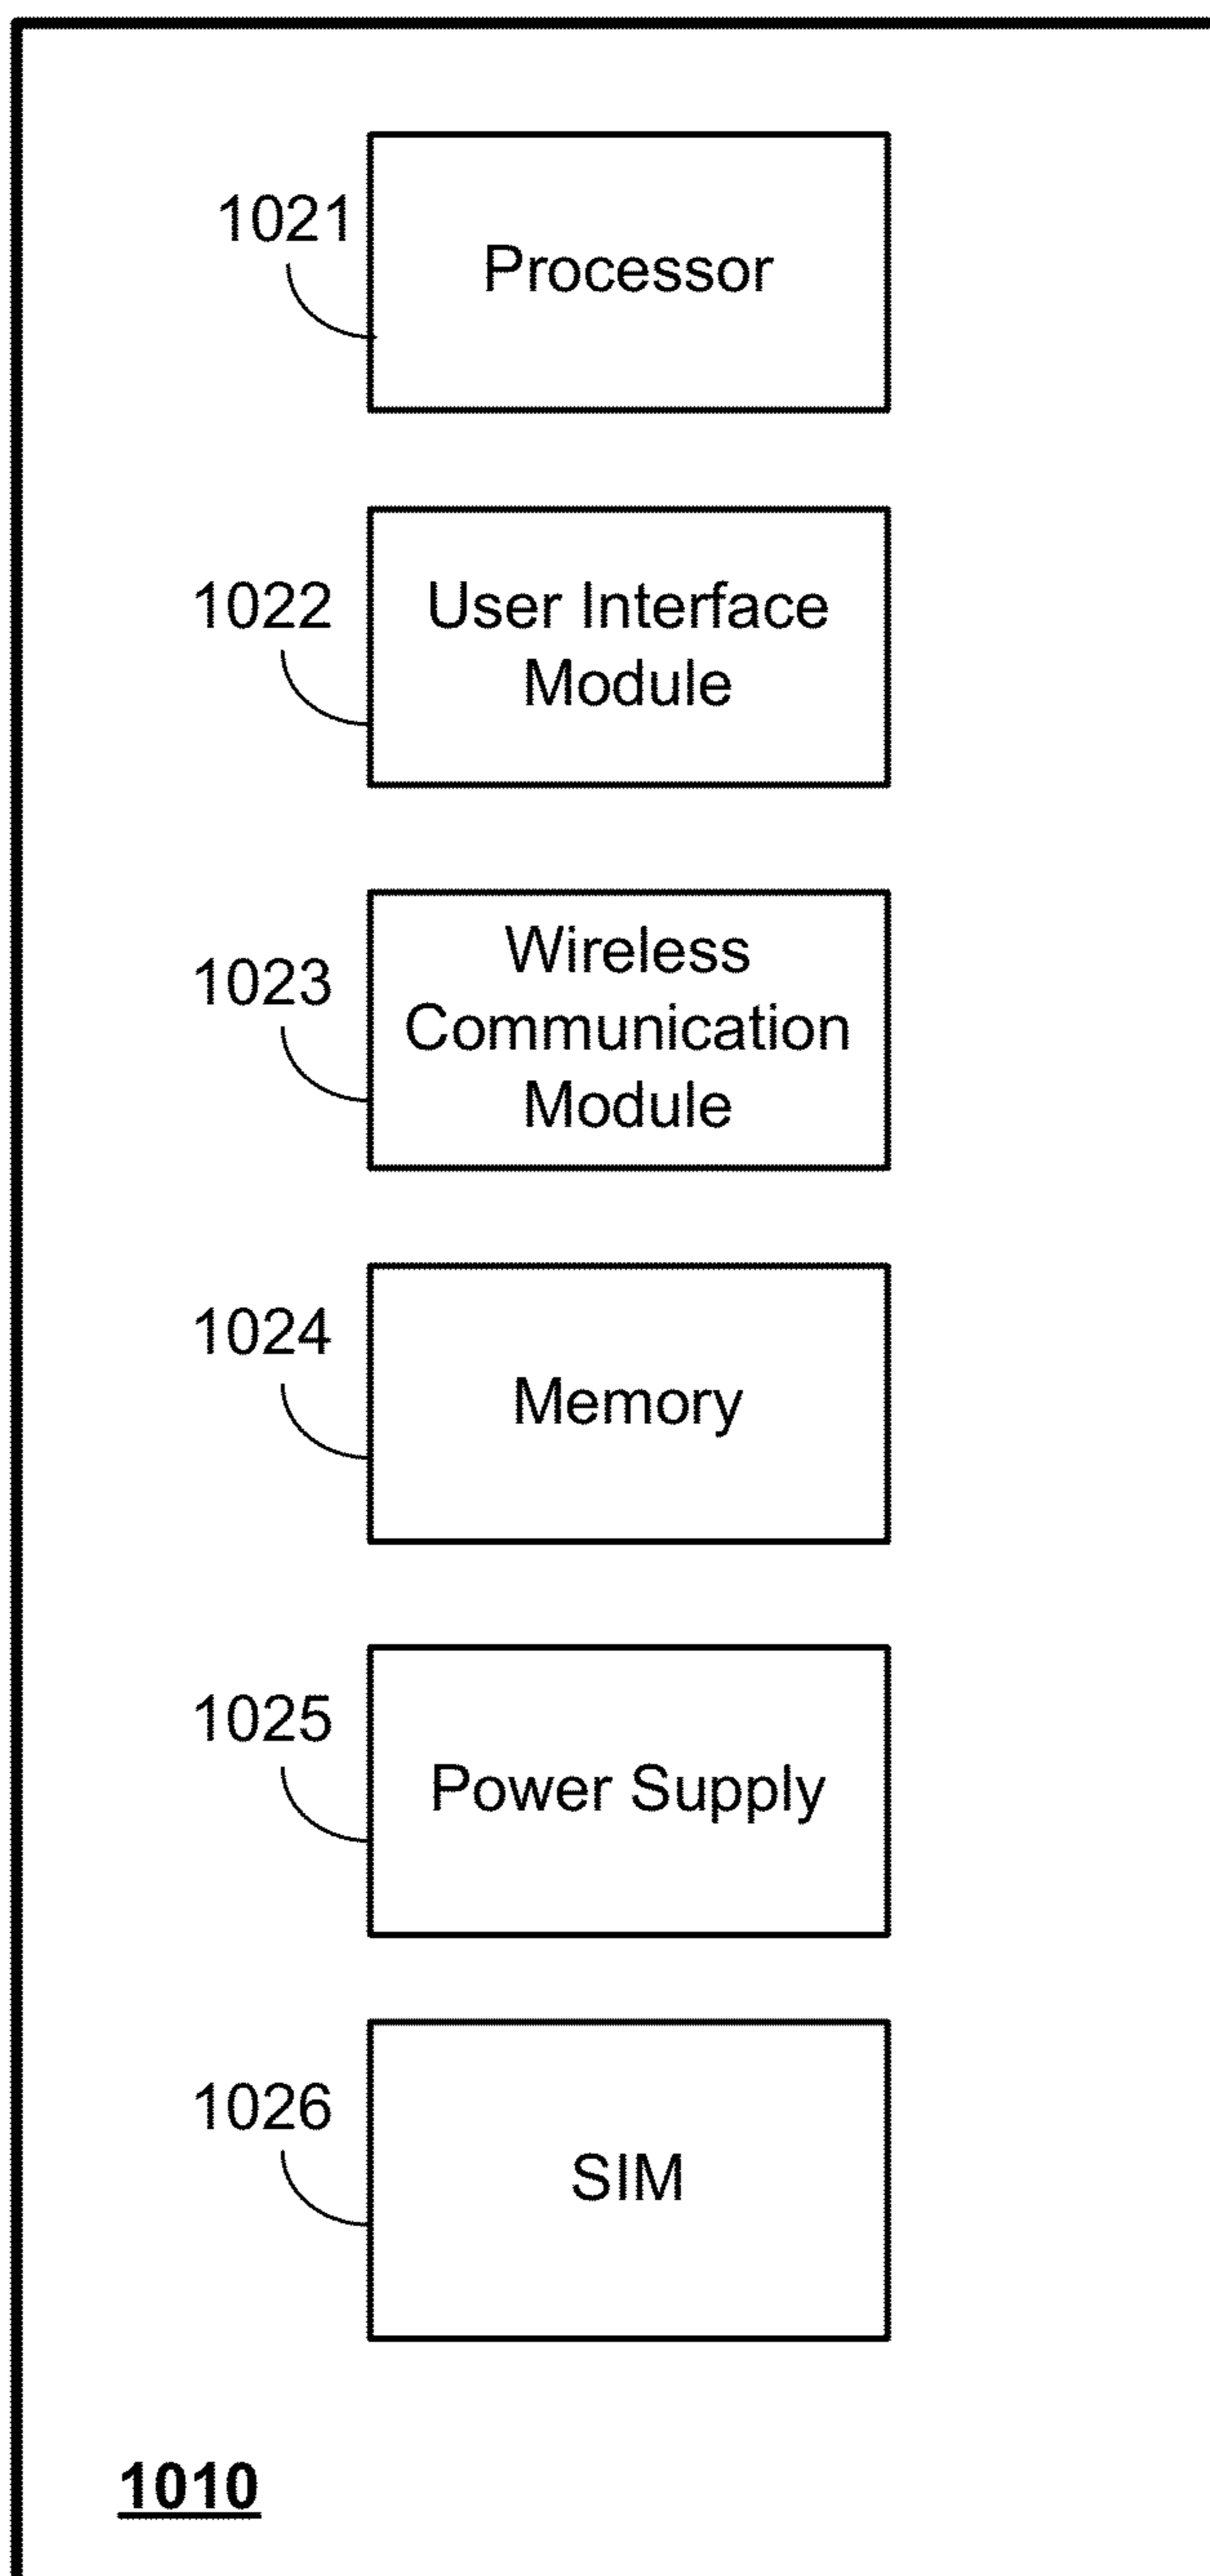 1021
Processor
1022
User Interface
Module
1023
Wireless
Communication
Module
1024
Memory
1025
Power Supply
1026
SIM
1010